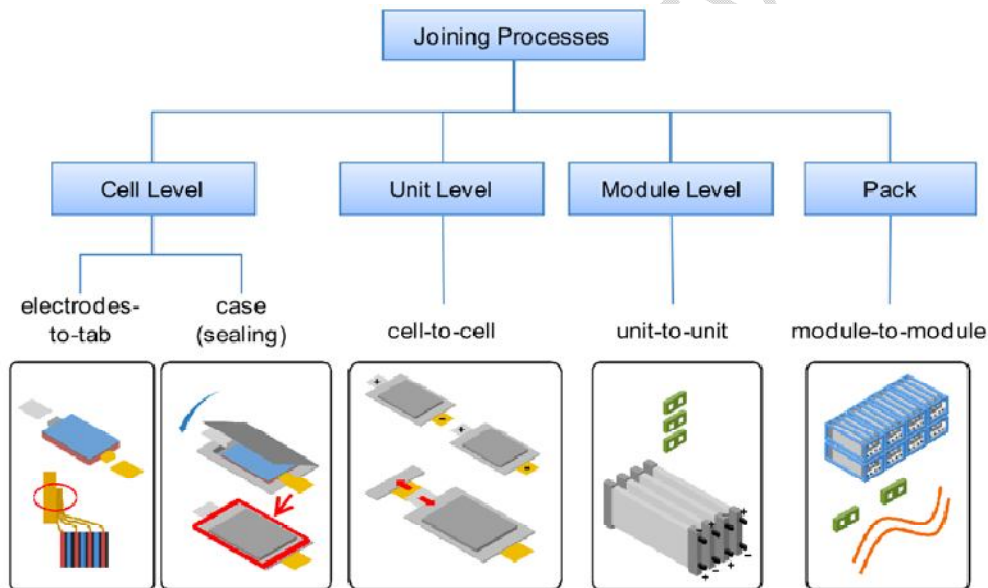 Joining Processes
Cell Level
Unit Level
Module Level
Pack
electrodes-
to-tab
case
(sealing)
cell-to-cell
unit-to-unit
module-to-module